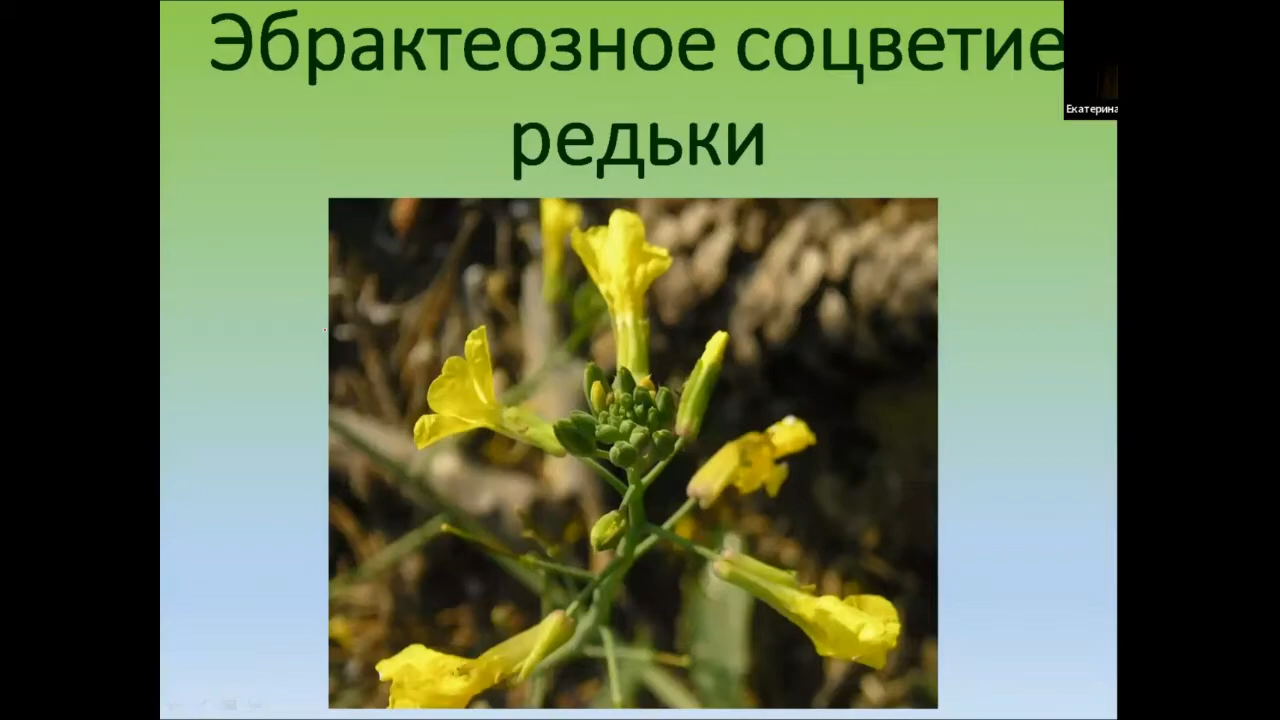 Эбрактеозное соцветие
редьки
Екатерина